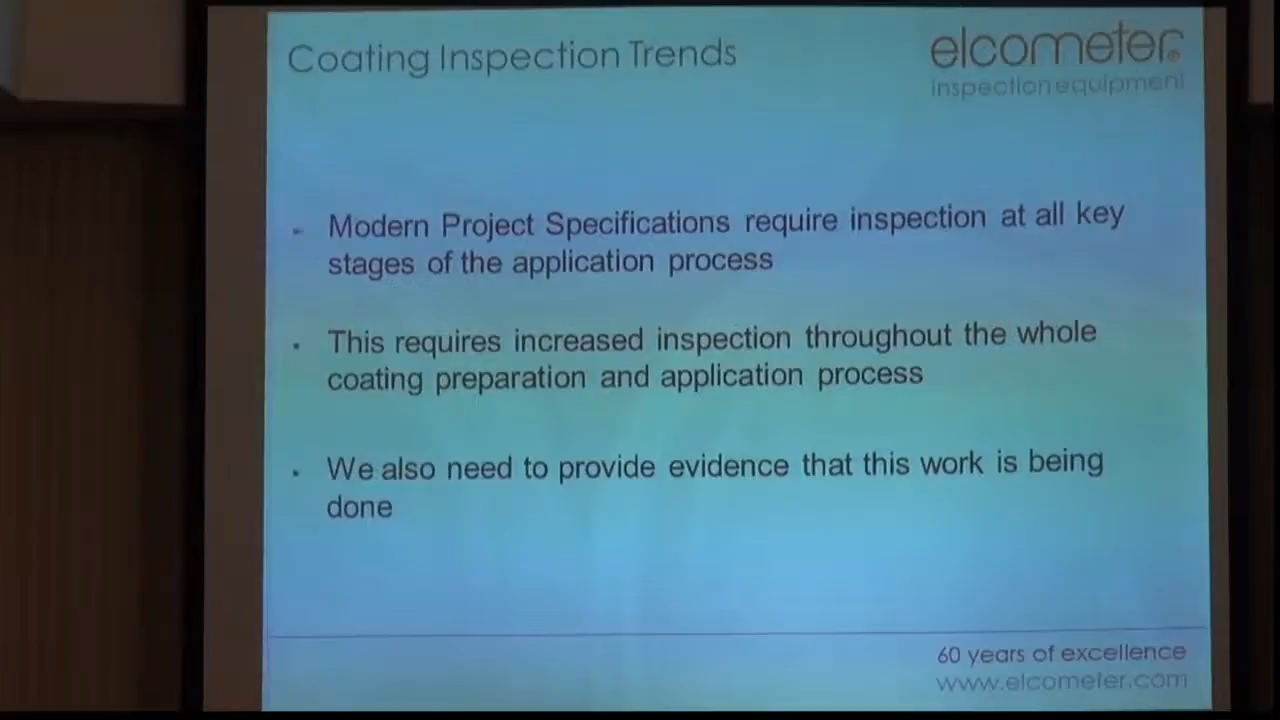 Coating Inspection Trends
elcometer
inspection equipment
Modern Project Specifications require inspection at all key
stages of the application process
This requires increased inspection throughout the whole
coating preparation and application process
We also need to provide evidence that this work is being
done
60 years of excellence
www.elcometer.com